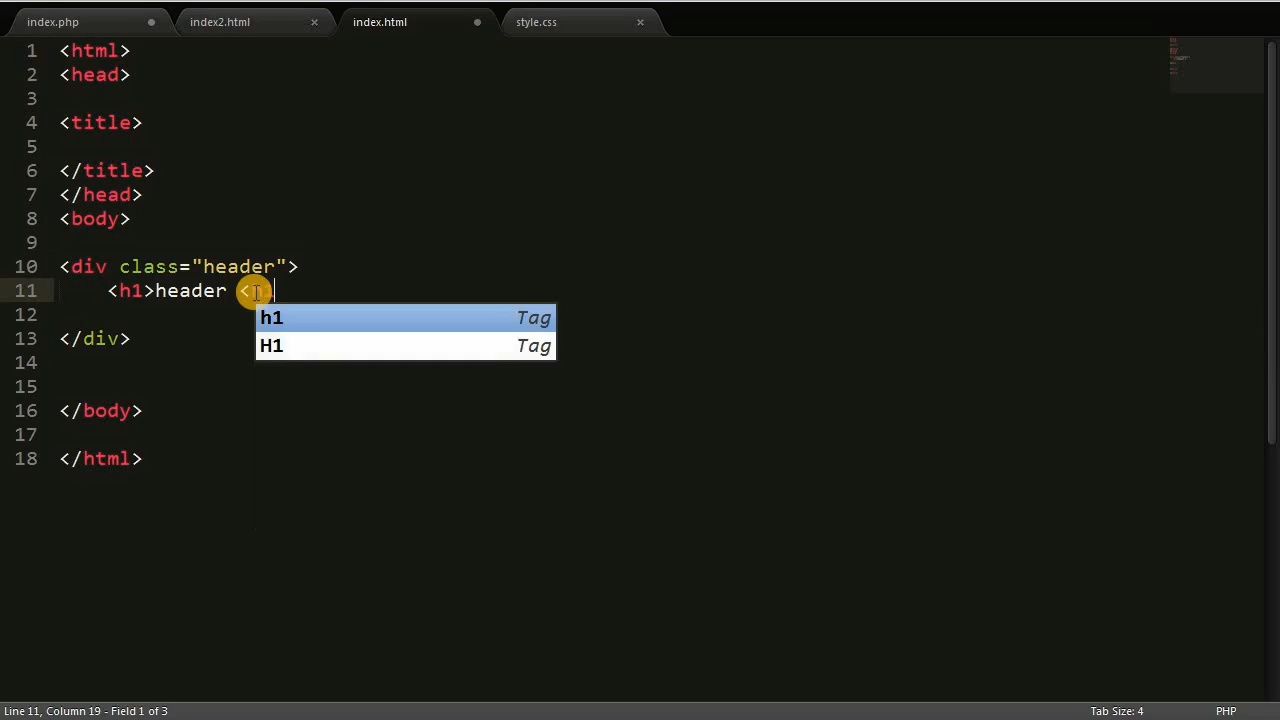 index.php index2.html index.html style.css
1 <html>
2 <head>
3
4 <title>
5
6 </title>
7 </head>
8 <body>
9
10 <div class="header">
11 <h1>header <h1
12
h1 Tag
13 </div>
H1 Tag
14
15
16 </body>
17
18 </html>
Line 11, Column 19 - Field 1 of 3 Tab Size: 4 PHP